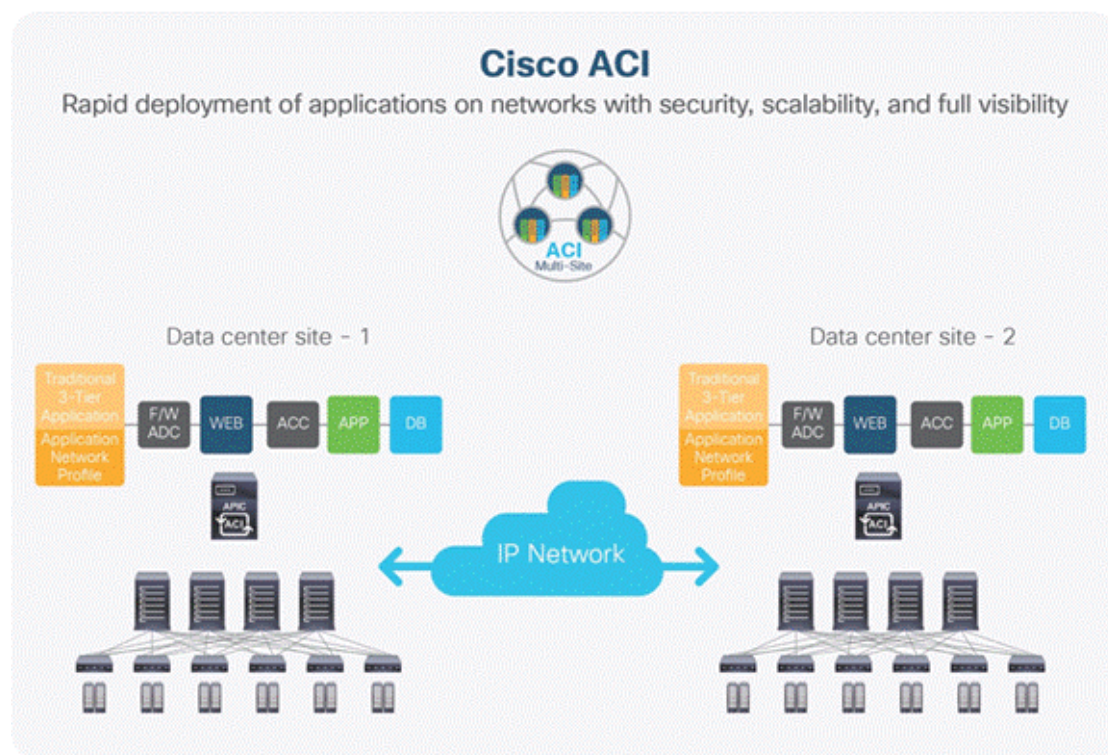 Cisco ACI
Rapid deployment of applications on networks with security, scalability, and full visibility
ACI
Multi-Site
Data center site - 1
Traditional
3-Tier
Application
Application
Network
Profile
F/W
ADC
WEB
ACC
APP
DB
APIC
ACI
IP Network
Data center site - 2
Traditional
3-Tier
Application
Application
Network
Profile
F/W
ADC
WEB
ACC
APP
DB
APIC
ACI